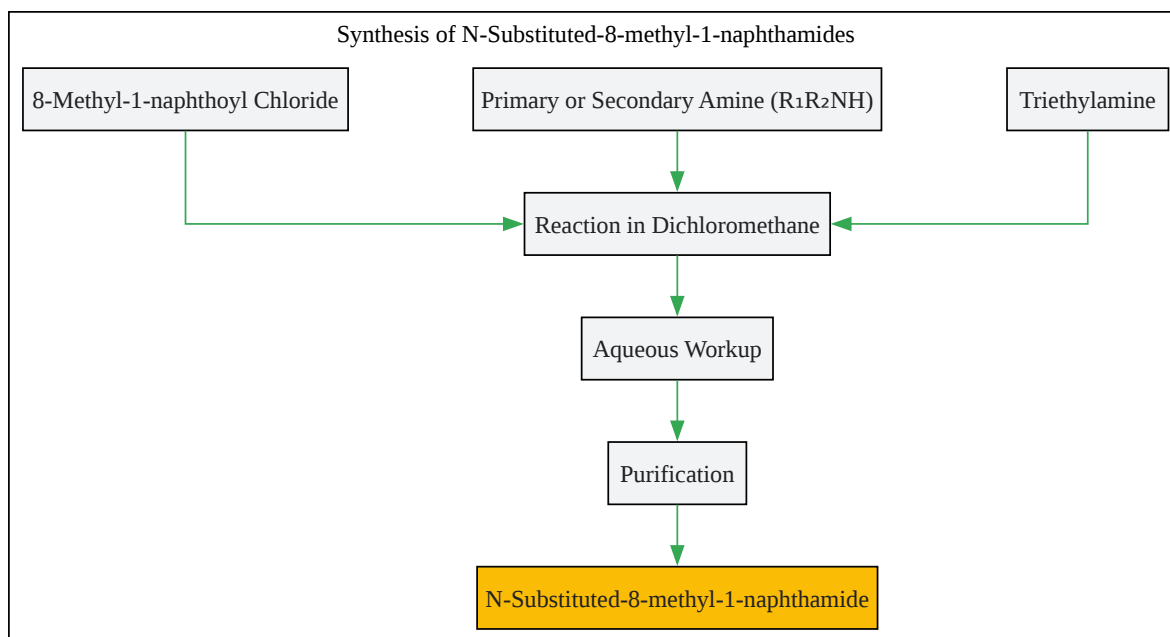 Synthesis of N-Substituted-8-methyl-1-naphthamides
8-Methyl-1-naphthoyl Chloride
Primary or Secondary Amine (R₁R₂NH)
Triethylamine
Reaction in Dichloromethane
Aqueous Workup
Purification
N-Substituted-8-methyl-1-naphthamide